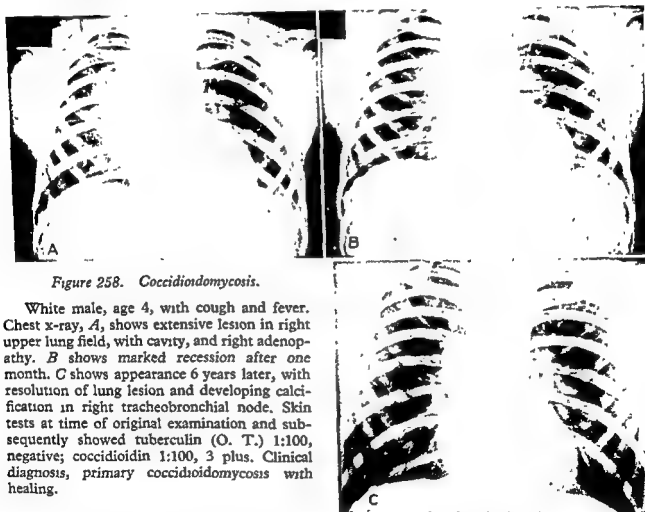 A
B
Figure 258. Coccidioidomycosis.
White male, age 4, with cough and fever.
Chest x-ray, A, shows extensive lesion in right
upper lung field, with cavity, and right adenop-
athy. B shows marked recession after one
month. C shows appearance 6 years later, with
resolution of lung lesion and developing calci-
fication in right tracheobronchial node. Skin
tests at time of original examination and sub-
sequently showed tuberculin (O. T.) 1:100,
negative; coccidioidin 1:100, 3 plus. Clinical
diagnosis, primary coccidioidomycosis with
healing.
C